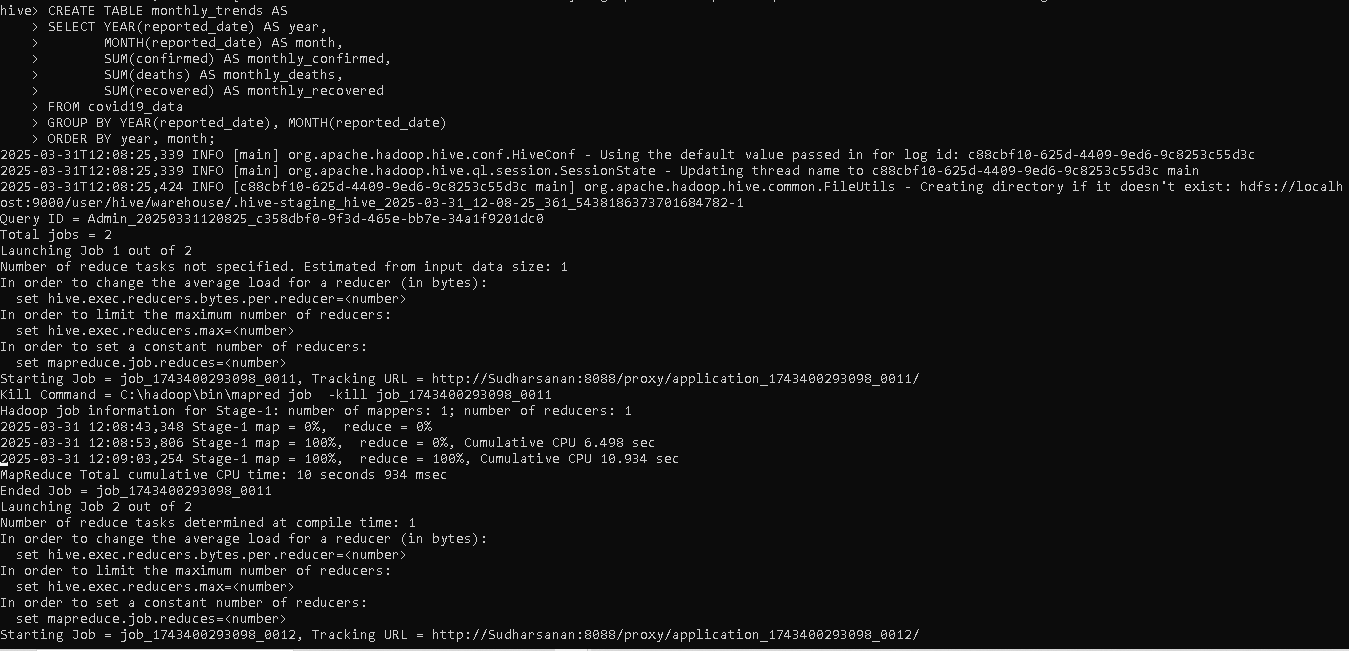 hive> CREATE TABLE monthly_trends AS
    > SELECT YEAR(reported_date) AS year,
    >        MONTH(reported_date) AS month,
    >        SUM(confirmed) AS monthly_confirmed,
    >        SUM(deaths) AS monthly_deaths,
    >        SUM(recovered) AS monthly_recovered
    > FROM covid19_data
    > GROUP BY YEAR(reported_date), MONTH(reported_date)
    > ORDER BY year, month;
2025-03-31T12:08:25,339 INFO [main] org.apache.hadoop.hive.conf.HiveConf - Using the default value passed in for log id: c88cbf10-625d-4409-9ed6-9c8253c55d3c
2025-03-31T12:08:25,339 INFO [main] org.apache.hadoop.hive.ql.session.SessionState - Updating thread name to c88cbf10-625d-4409-9ed6-9c8253c55d3c main
2025-03-31T12:08:25,424 INFO [c88cbf10-625d-4409-9ed6-9c8253c55d3c main] org.apache.hadoop.hive.common.FileUtils - Creating directory if it doesn't exist: hdfs://localh
ost:9000/user/hive/warehouse/.hive-staging_hive_2025-03-31_12-08-25_361_5438186373701684782-1
Query ID = Admin_20250331120825_c358dbf0-9f3d-465e-bb7e-34a1f9201dc0
Total jobs = 2
Launching Job 1 out of 2
Number of reduce tasks not specified. Estimated from input data size: 1
In order to change the average load for a reducer (in bytes):
  set hive.exec.reducers.bytes.per.reducer=<number>
In order to limit the maximum number of reducers:
  set hive.exec.reducers.max=<number>
In order to set a constant number of reducers:
  set mapreduce.job.reduces=<number>
Starting Job = job_1743400293098_0011, Tracking URL = http://Sudharsanan:8088/proxy/application_1743400293098_0011/
Kill Command = C:\hadoop\bin\mapred job  -kill job_1743400293098_0011
Hadoop job information for Stage-1: number of mappers: 1; number of reducers: 1
2025-03-31 12:08:43,348 Stage-1 map = 0%,  reduce = 0%
2025-03-31 12:08:53,806 Stage-1 map = 100%,  reduce = 0%, Cumulative CPU 6.498 sec
2025-03-31 12:09:03,254 Stage-1 map = 100%,  reduce = 100%, Cumulative CPU 10.934 sec
MapReduce Total cumulative CPU time: 10 seconds 934 msec
Ended Job = job_1743400293098_0011
Launching Job 2 out of 2
Number of reduce tasks determined at compile time: 1
In order to change the average load for a reducer (in bytes):
  set hive.exec.reducers.bytes.per.reducer=<number>
In order to limit the maximum number of reducers:
  set hive.exec.reducers.max=<number>
In order to set a constant number of reducers:
  set mapreduce.job.reduces=<number>
Starting Job = job_1743400293098_0012, Tracking URL = http://Sudharsanan:8088/proxy/application_1743400293098_0012/